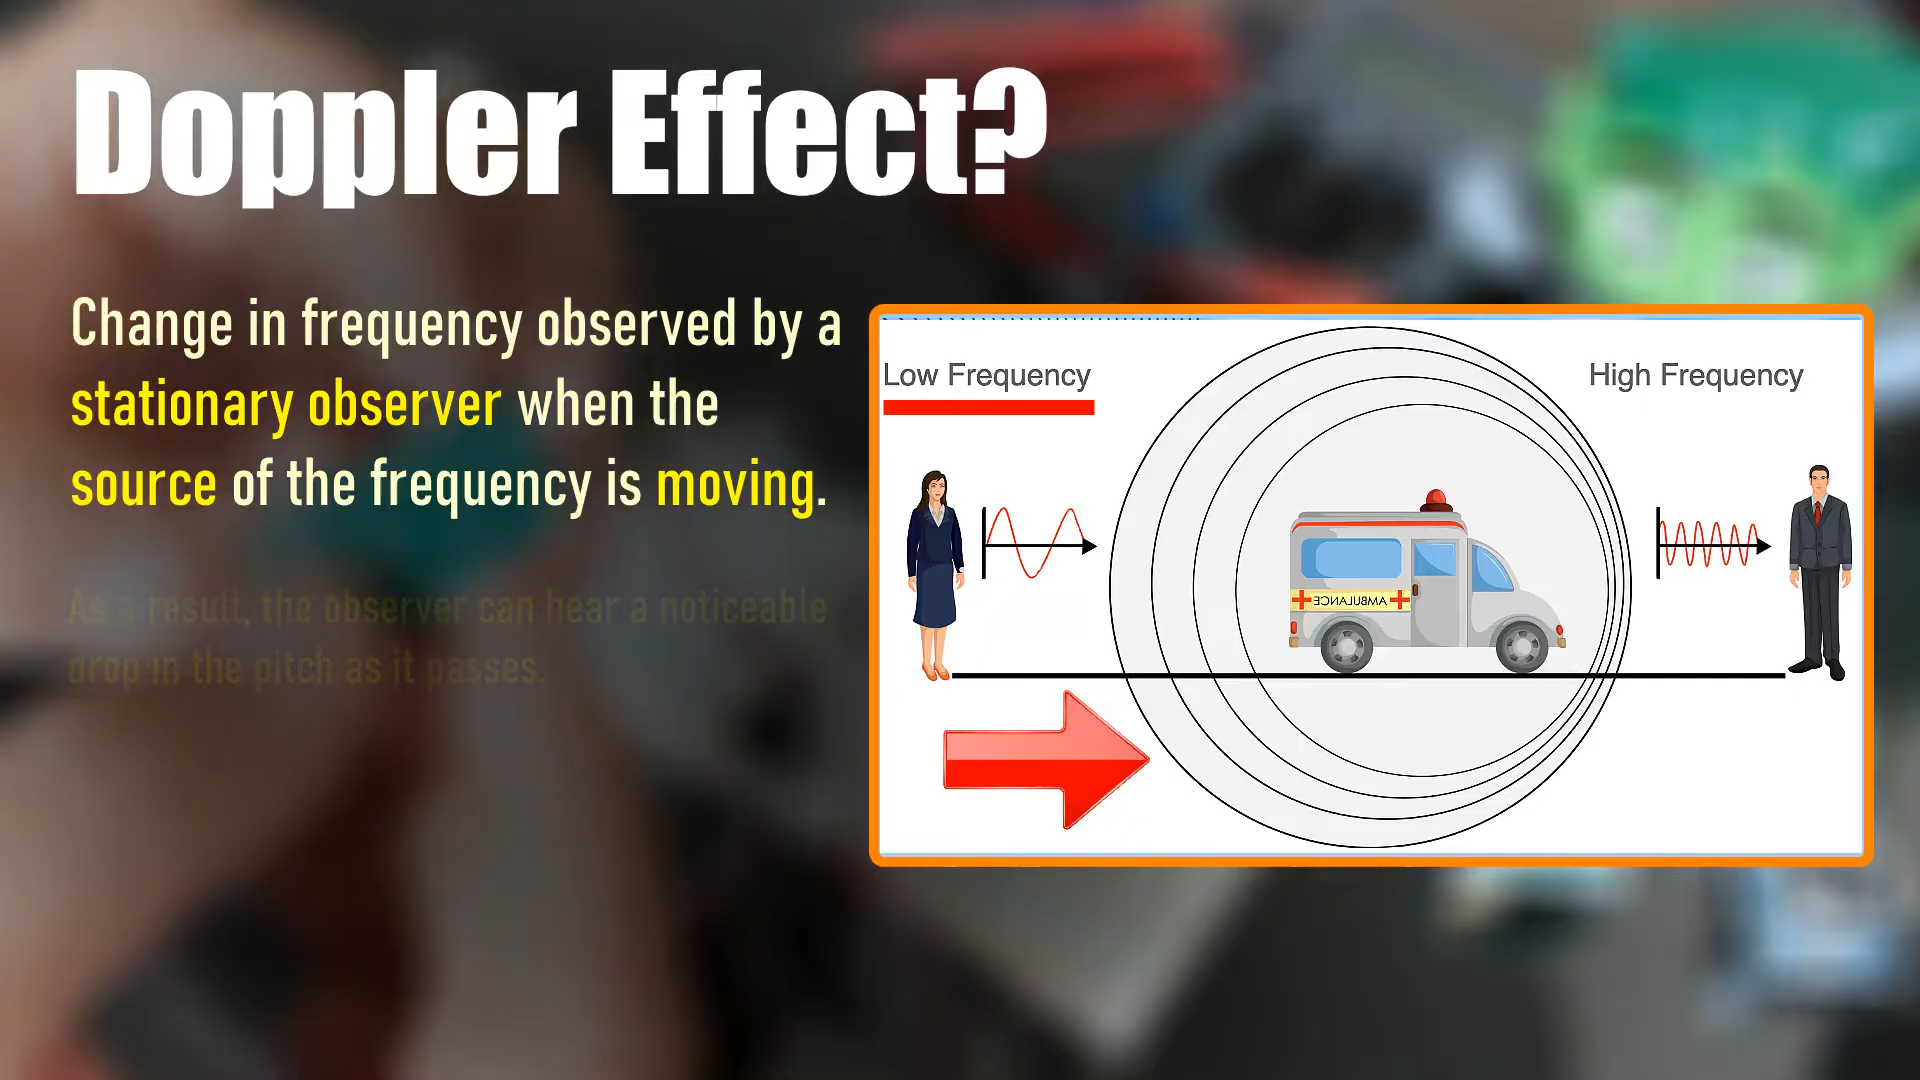 Doppler Effect?
Change in frequency observed by a
stationary observer when the
source of the frequency is moving.
As a result, the observer can hear a noticeable
drop in the pitch as it passes.
Low Frequency
High Frequency
AMBULANCE